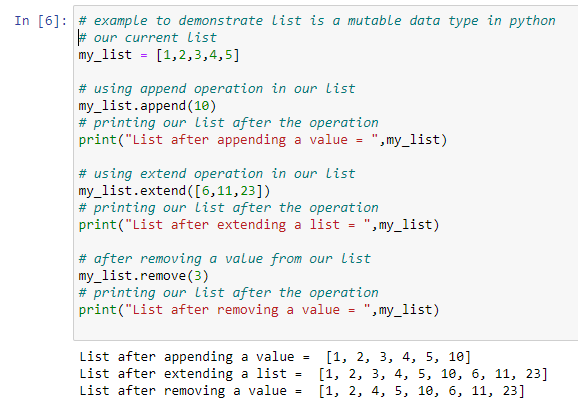 In [6]: # example to demonstrate list is a mutable data type in python
# our current list
my_list = [1,2,3,4,5]
# using append operation in our list
my_list.append(10)
# printing our list after the operation
print("List after appending a value = ",my_list)
# using extend operation in our list
my_list.extend([6,11,23])
# printing our list after the operation
print("List after extending a list = ",my_list)
# after removing a value from our list
my_list.remove(3)
# printing our list after the operation
print("List after removing a value = ",my_list)
List after appending a value =  [1, 2, 3, 4, 5, 10]
List after extending a list =  [1, 2, 3, 4, 5, 10, 6, 11, 23]
List after removing a value =  [1, 2, 4, 5, 10, 6, 11, 23]